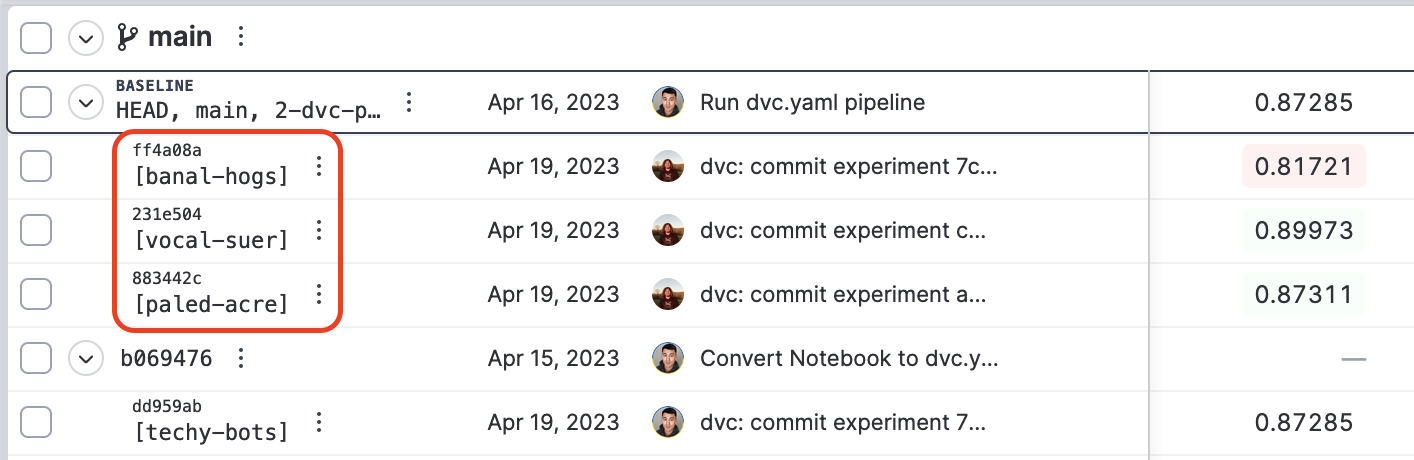 main
BASELINE
HEAD, main, 2-dvc-p… Apr 16, 2023 Run dvc.yaml pipeline 0.87285
ff4a08a
[banal-hogs] Apr 19, 2023 dvc: commit experiment 7c... 0.81721
231e504
[vocal-suer] Apr 19, 2023 dvc: commit experiment c... 0.89973
883442c
[paled-acre] Apr 19, 2023 dvc: commit experiment a... 0.87311
b069476 Apr 15, 2023 Convert Notebook to dvc.y... —
dd959ab
[techy-bots] Apr 19, 2023 dvc: commit experiment 7... 0.87285